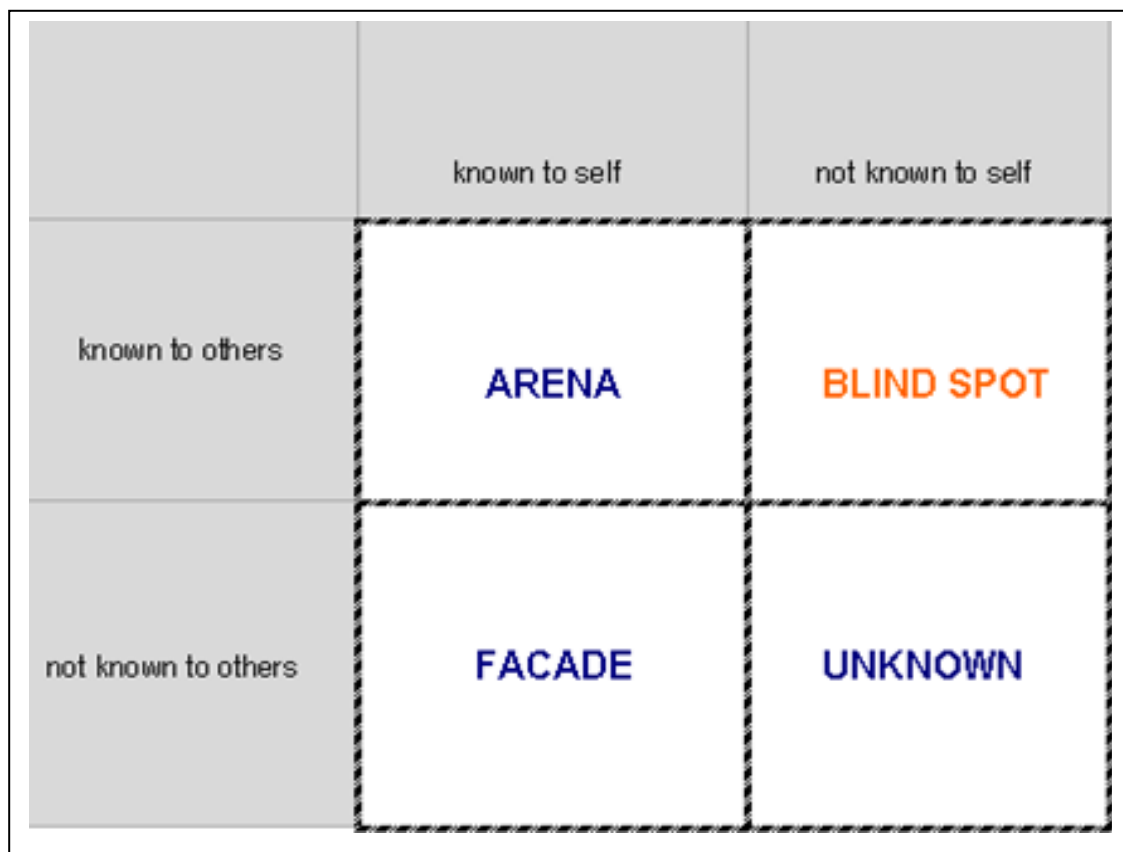 known to self not known to self
known to others
ARENA BLIND SPOT
not known to others FACADE UNKNOWN